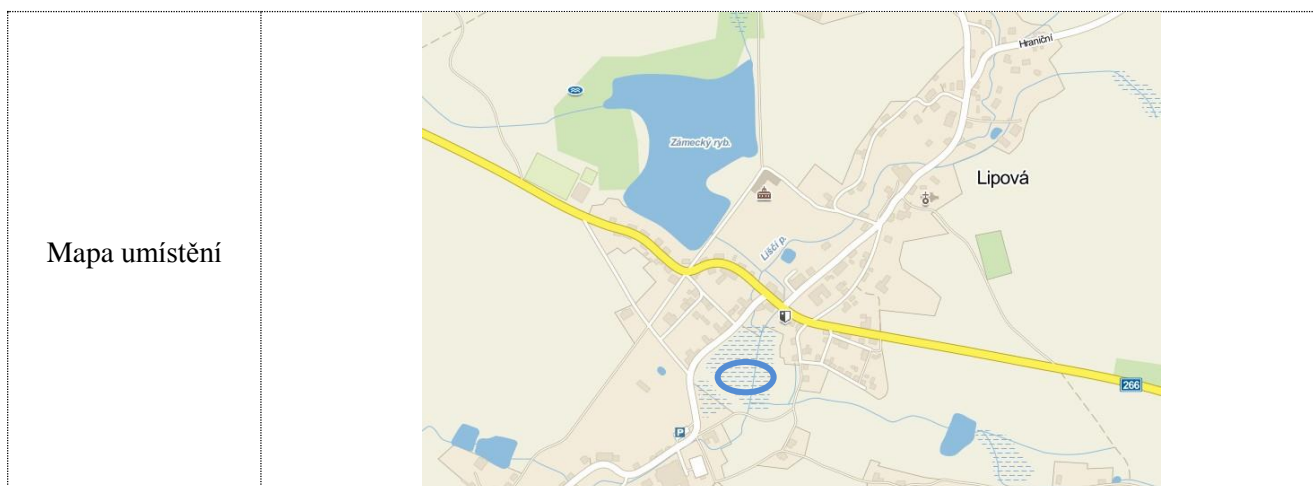 Mapa umístění
Hraniční
Zámecký ryb.
Lipová
Liščí p.
266
P